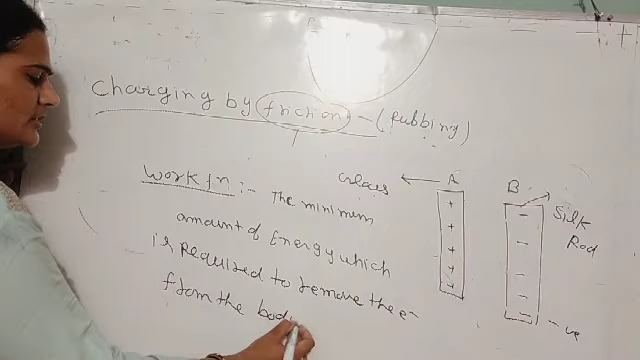 Charging by friction - (Rubbing)
Work fn :- The minimum
amount of Energy which
is required to remove the e-
from the bod
Glass ← A
+
+
+
+
+
B
Silk
Rod
- ve